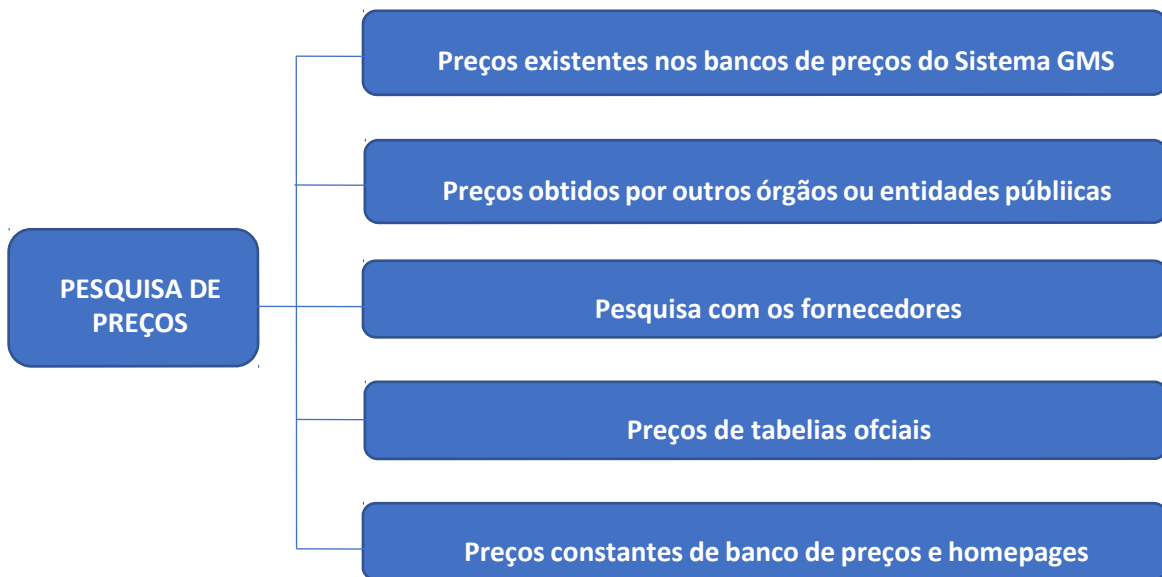 Preços existentes nos bancos de preços do Sistema GMS
Preços obtidos por outros órgãos ou entidades públiicas
PESQUISA DE
PREÇOS
Pesquisa com os fornecedores
Preços de tabelias ofciais
Preços constantes de banco de preços e homepages